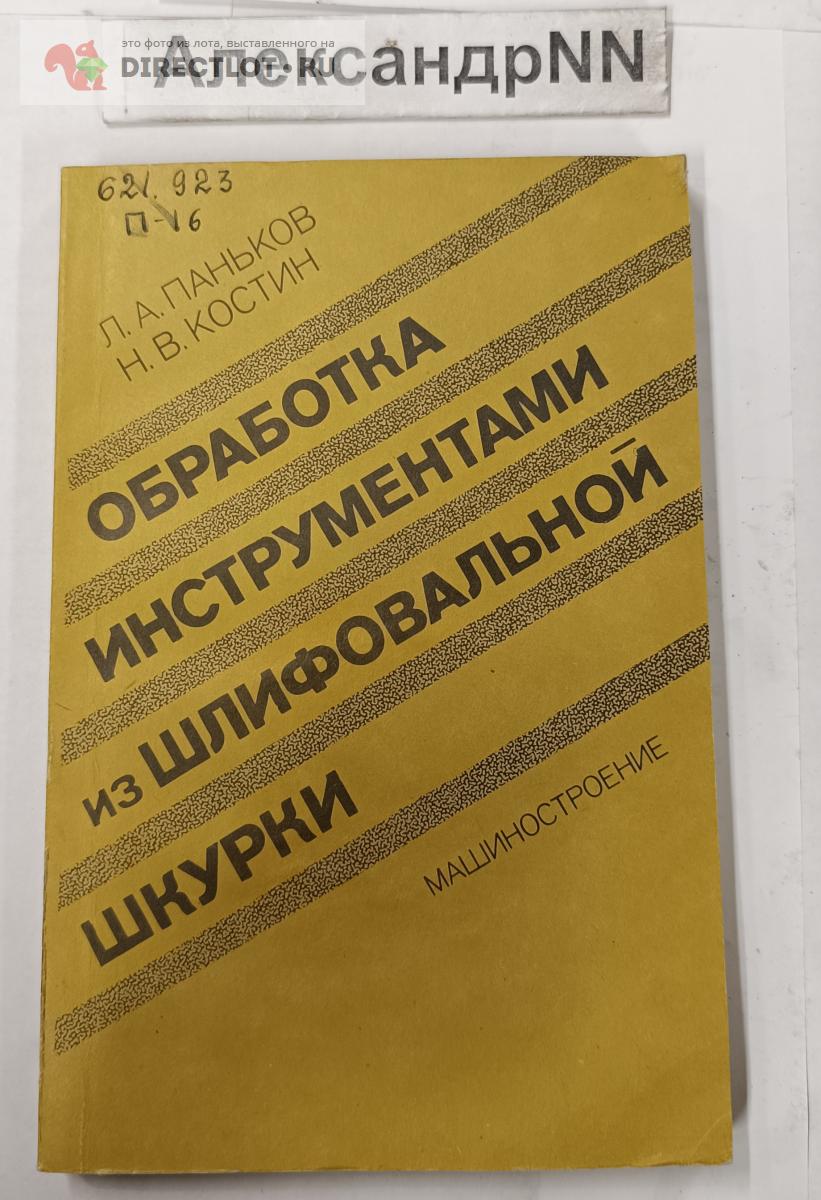 это фото из лота, выставленного на
DIRECTLOT.RU
АлександрNN
621.923
П-16
Л. А. ПАНЬКОВ
Н. В. КОСТИН
ОБРАБОТКА
ИНСТРУМЕНТАМИ
ИЗ ШЛИФОВАЛЬНОЙ
ШКУРКИ
МАШИНОСТРОЕНИЕ